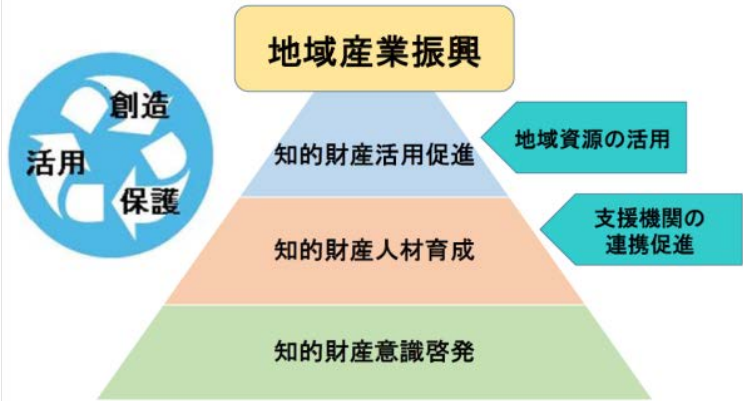 地域産業振興
創造
活用
保護
知的財産活用促進
地域資源の活用
知的財産人材育成
支援機関の
連携促進
知的財産意識啓発